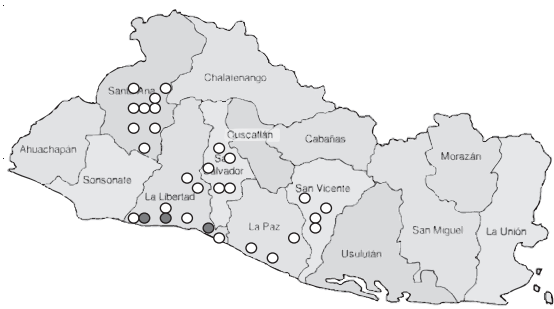 Chalatenango
Santa Ana
Cuscatlán
Cabañas
Ahuachapán
Morazán
San
Salvador
Sonsonate
San Vicente
La Libertad
La Paz
San Miguel
La Unión
Usulután